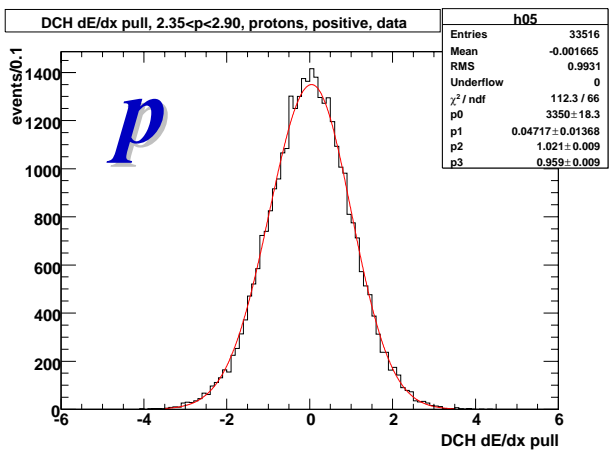 DCH dE/dx pull, 2.35<p<2.90, protons, positive, data
h05
Entries 33516
Mean -0.001665
RMS 0.9931
Underflow 0
χ² / ndf 112.3 / 66
p0 3350±18.3
p1 0.04717±0.01368
p2 1.021±0.009
p3 0.959±0.009
events/0.1
p
1400
1200
1000
800
600
400
200
0
-6 -4 -2 0 2 4 6
DCH dE/dx pull